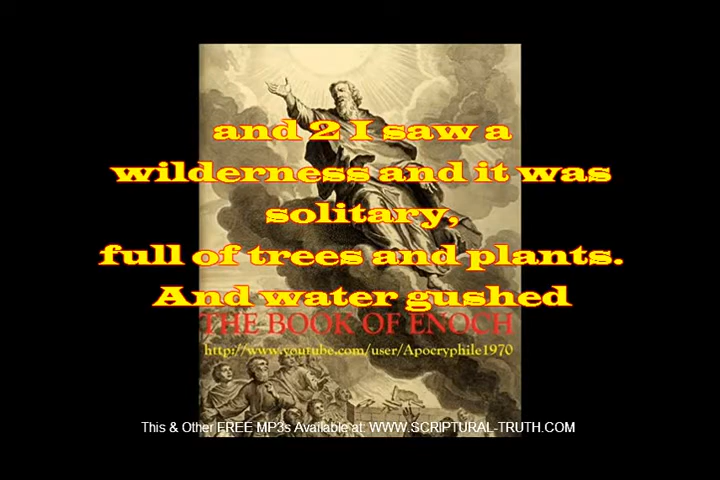 and 2 I saw a
wilderness and it was
solitary,
full of trees and plants.
And water gushed
THE BOOK OF ENOCH
http://www.youtube.com/user/Apocryphile1970
This & Other FREE MP3s Available at: WWW.SCRIPTURAL-TRUTH.COM